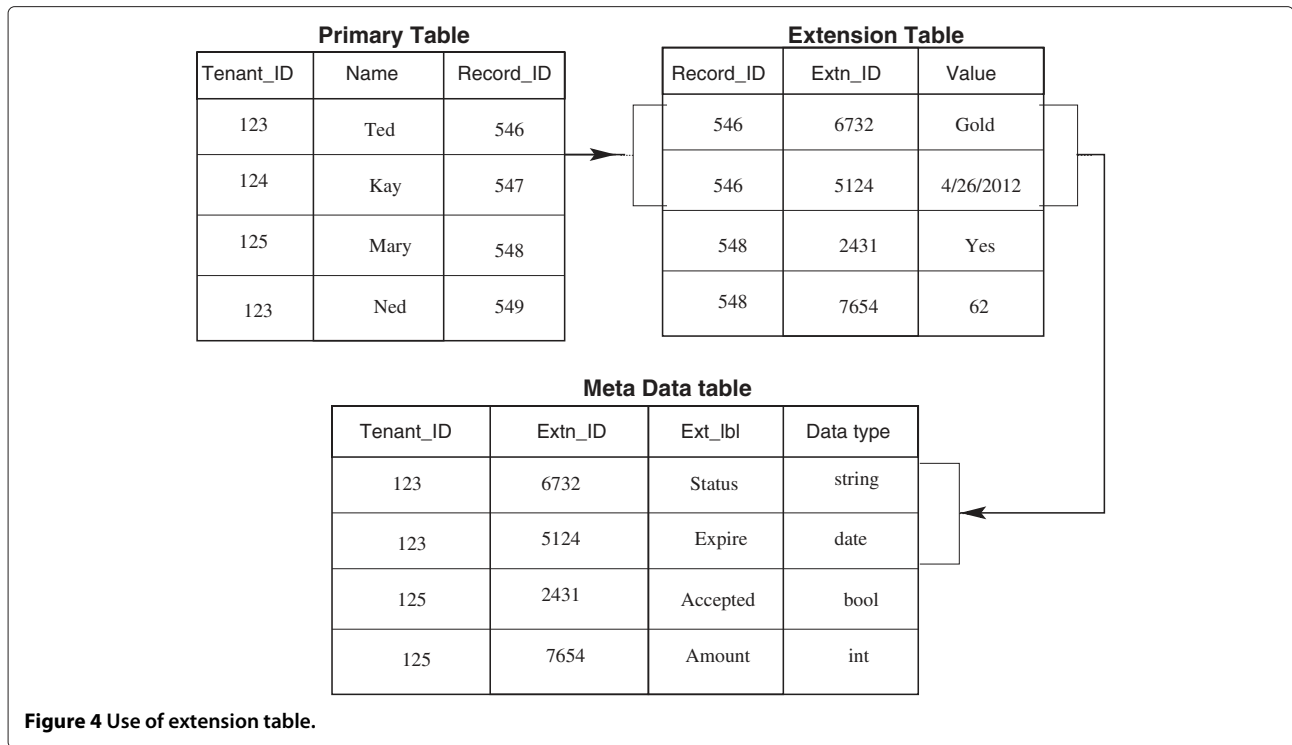 Primary Table
Tenant_ID Name Record_ID
123 Ted 546
124 Kay 547
125 Mary 548
123 Ned 549
Extension Table
Record_ID Extn_ID Value
546 6732 Gold
546 5124 4/26/2012
548 2431 Yes
548 7654 62
Meta Data table
Tenant_ID Extn_ID Ext_lbl Data type
123 6732 Status string
123 5124 Expire date
125 2431 Accepted bool
125 7654 Amount int
Figure 4 Use of extension table.